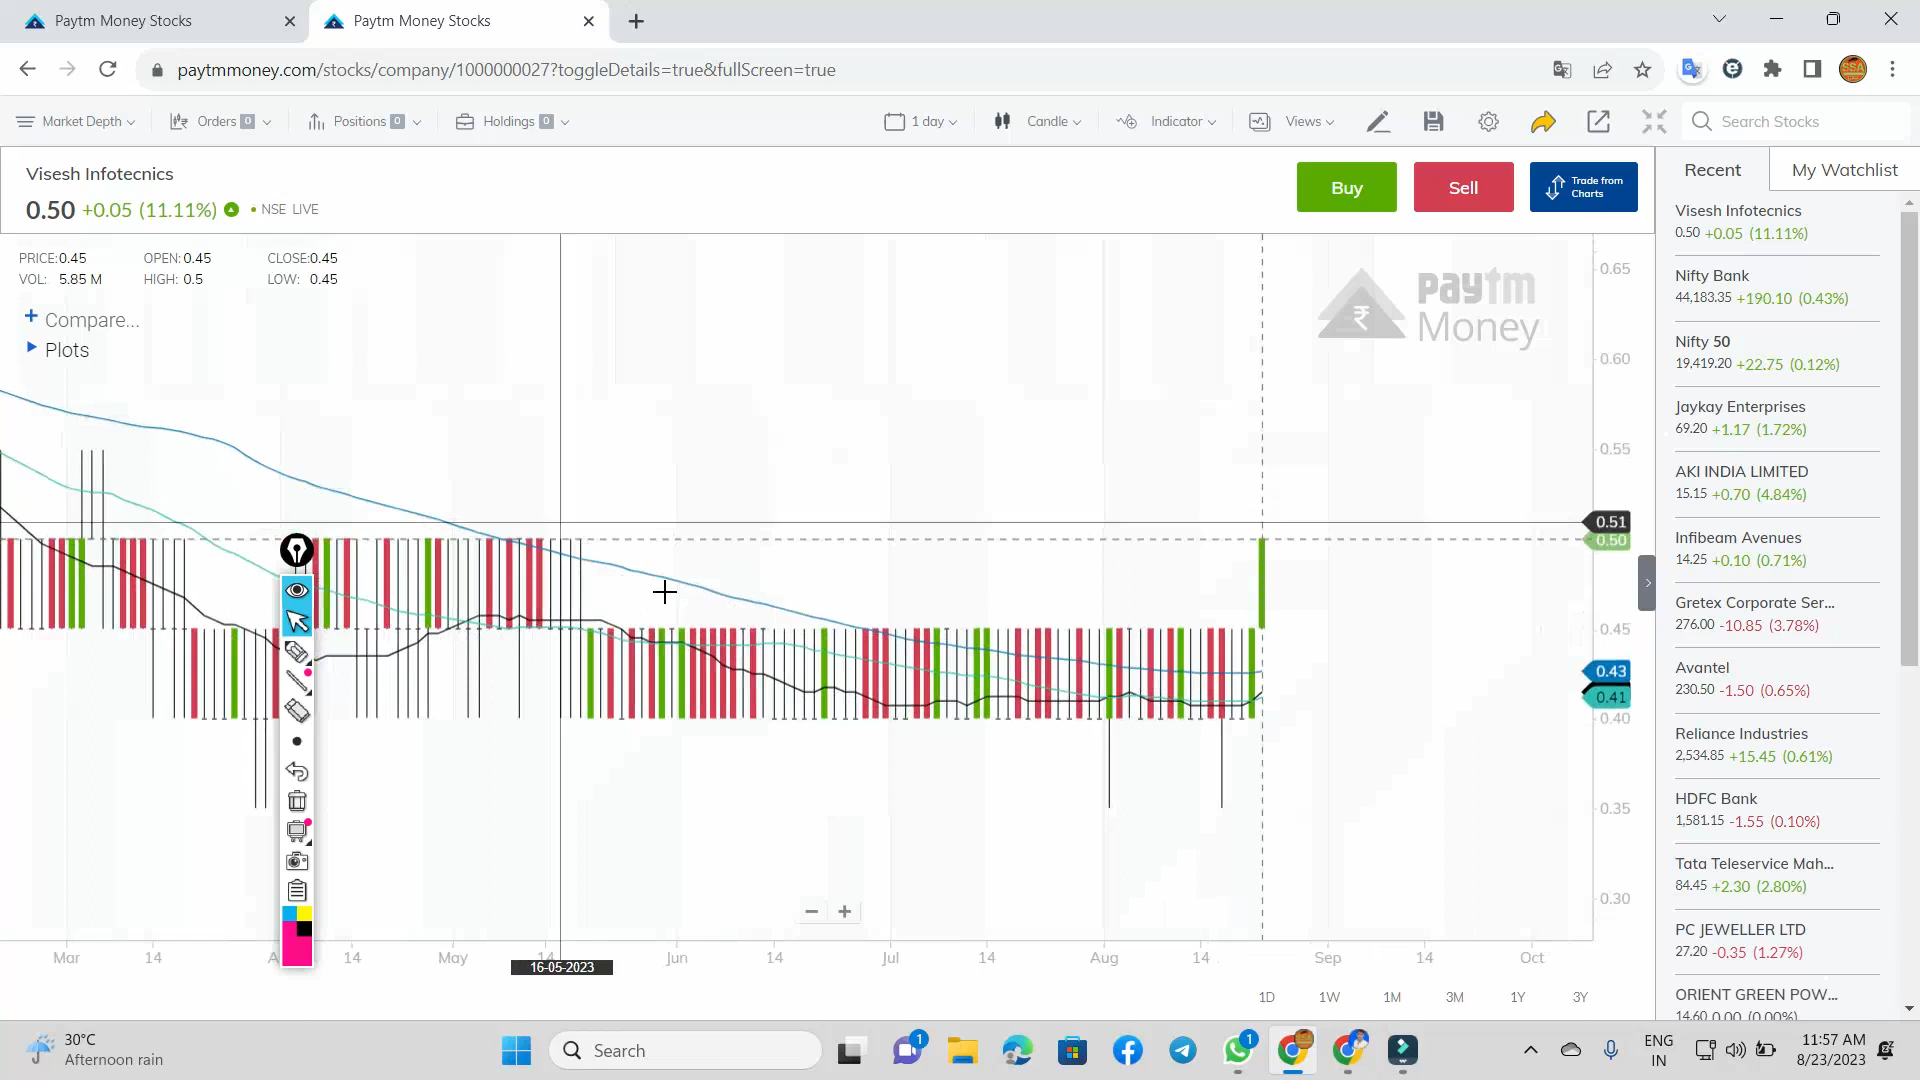 Paytm Money Stocks
Paytm Money Stocks
paytmmoney.com/stocks/company/1000000027?toggleDetails=true&fullScreen=true
Market Depth
Orders 0
Positions 0
Holdings 0
1 day
Candle
Indicator
Views
Search Stocks
Visesh Infotecnics
0.50 +0.05 (11.11%) • NSE LIVE
Buy
Sell
Trade from
Charts
PRICE:0.45 OPEN: 0.45 CLOSE:0.45
VOL: 5.85 M HIGH: 0.5 LOW: 0.45
+ Compare...
Plots
paytm
Money
0.65
0.60
0.55
0.51
0.50
0.45
0.43
0.41
0.40
0.35
0.30
Mar 14 A 14 May 14 Jun 14 Jul 14 Aug 14 Sep 14 Oct
16-05-2023
1D 1W 1M 3M 1Y 3Y
Recent
My Watchlist
Visesh Infotecnics
0.50 +0.05 (11.11%)
Nifty Bank
44,183.35 +190.10 (0.43%)
Nifty 50
19,419.20 +22.75 (0.12%)
Jaykay Enterprises
69.20 +1.17 (1.72%)
AKI INDIA LIMITED
15.15 +0.70 (4.84%)
Infibeam Avenues
14.25 +0.10 (0.71%)
Gretex Corporate Ser...
276.00 -10.85 (3.78%)
Avantel
230.50 -1.50 (0.65%)
Reliance Industries
2,534.85 +15.45 (0.61%)
HDFC Bank
1,581.15 -1.55 (0.10%)
Tata Teleservice Mah...
84.45 +2.30 (2.80%)
PC JEWELLER LTD
27.20 -0.35 (1.27%)
ORIENT GREEN POW...
14.60 0.00 (0.00%)
30°C
Afternoon rain
Search
1
1
ENG
IN
11:57 AM
8/23/2023